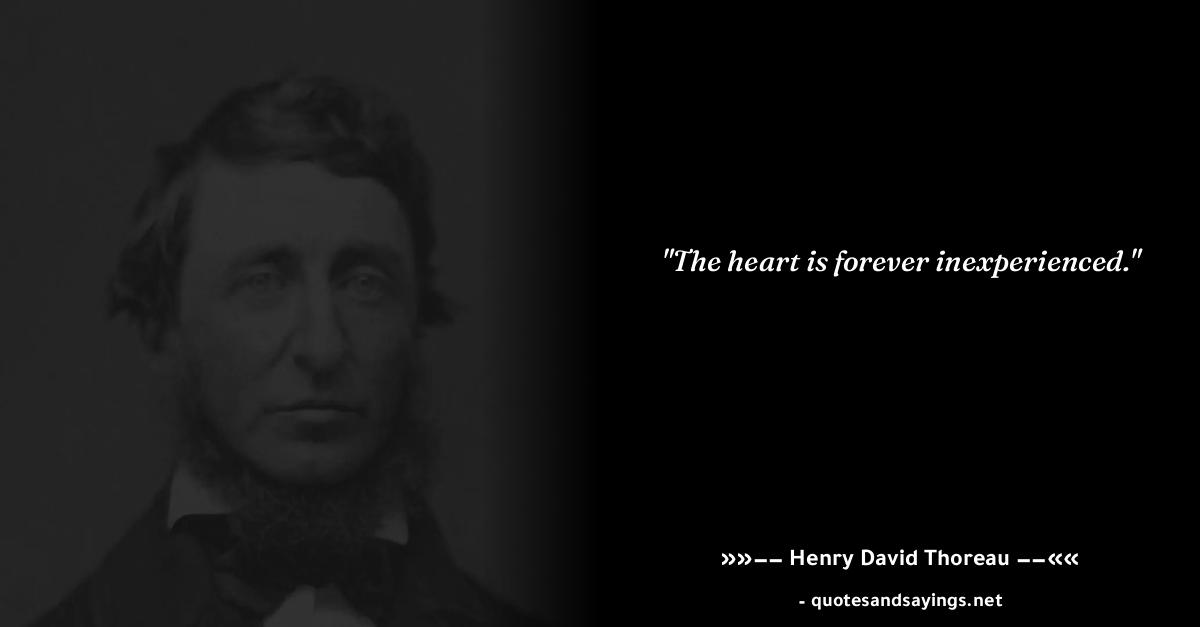 "The heart is forever inexperienced."
»»−− Henry David Thoreau −−««
- quotesandsayings.net